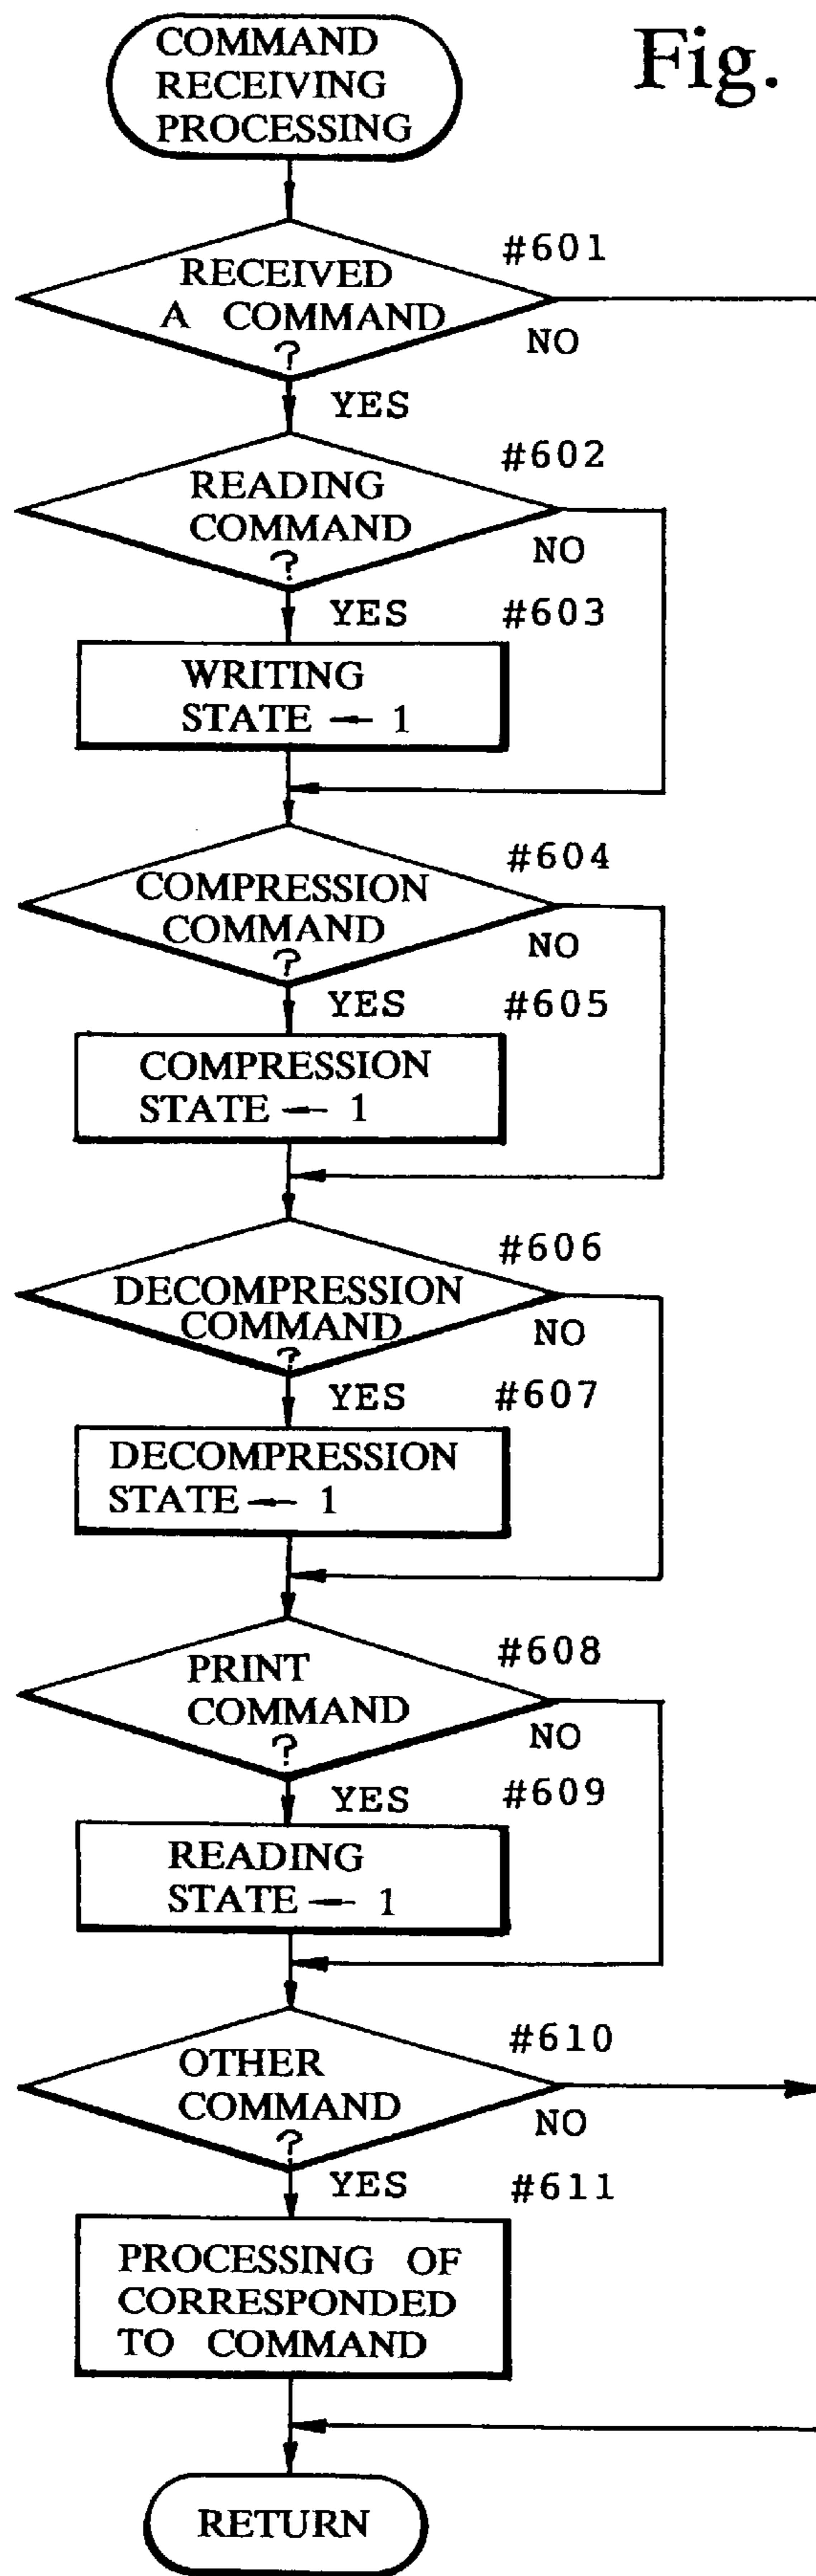 COMMAND
RECEIVING
PROCESSING
Fig.
#601
RECEIVED
A COMMAND
?
NO
YES
#602
READING
COMMAND
?
NO
YES
#603
WRITING
STATE ← 1
#604
COMPRESSION
COMMAND
?
NO
YES
#605
COMPRESSION
STATE ← 1
#606
DECOMPRESSION
COMMAND
?
NO
YES
#607
DECOMPRESSION
STATE ← 1
#608
PRINT
COMMAND
?
NO
YES
#609
READING
STATE ← 1
#610
OTHER
COMMAND
?
NO
YES
#611
PROCESSING OF
CORRESPONDED
TO COMMAND
RETURN